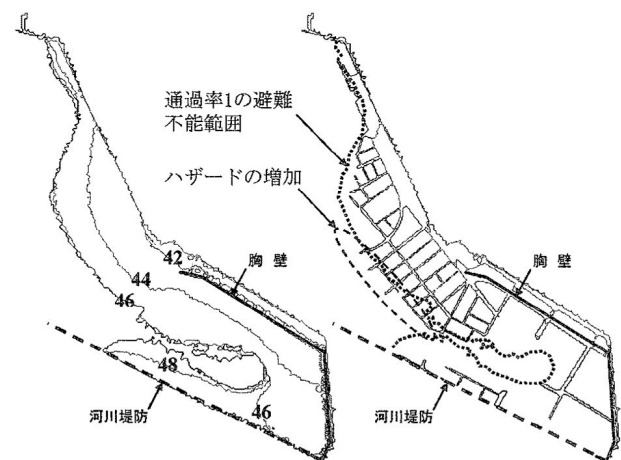 42
44
46
胸 壁
48
46
河川堤防
通過率1の避難
不能範囲
ハザードの増加
胸 壁
河川堤防